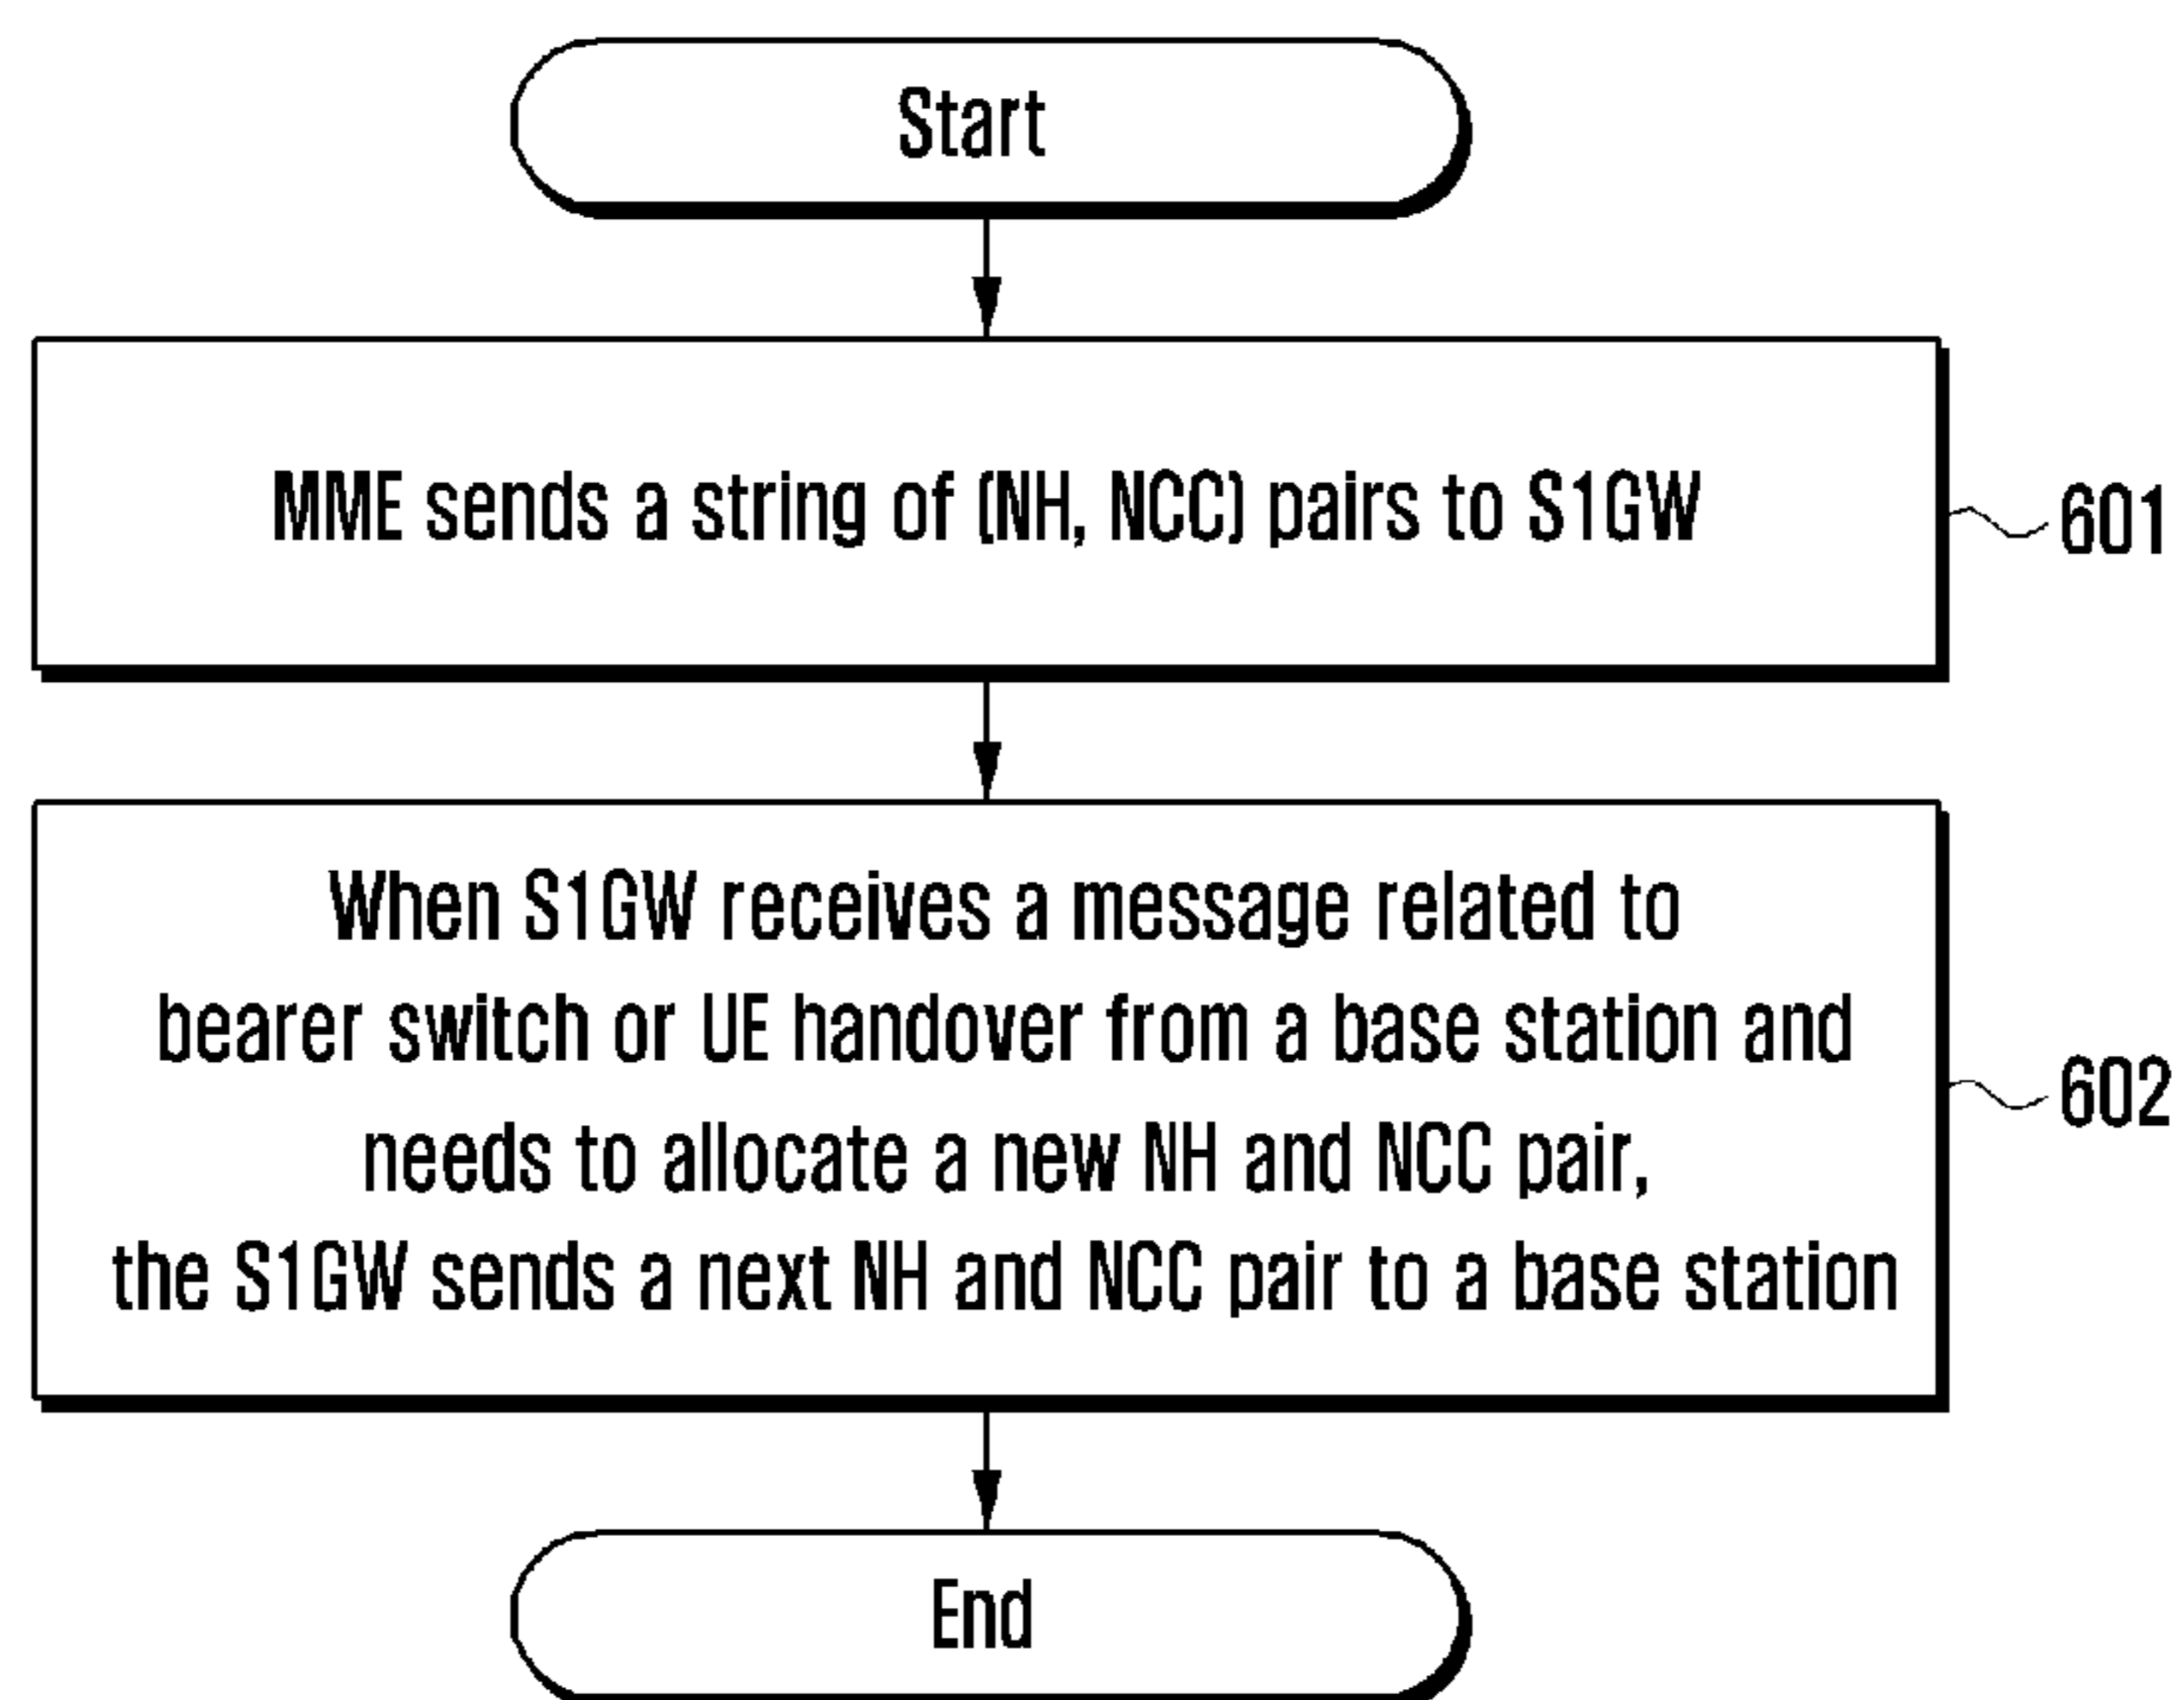 Start
MME sends a string of (NH, NCC) pairs to S1GW
601
When S1GW receives a message related to
bearer switch or UE handover from a base station and
needs to allocate a new NH and NCC pair,
the S1GW sends a next NH and NCC pair to a base station
602
End